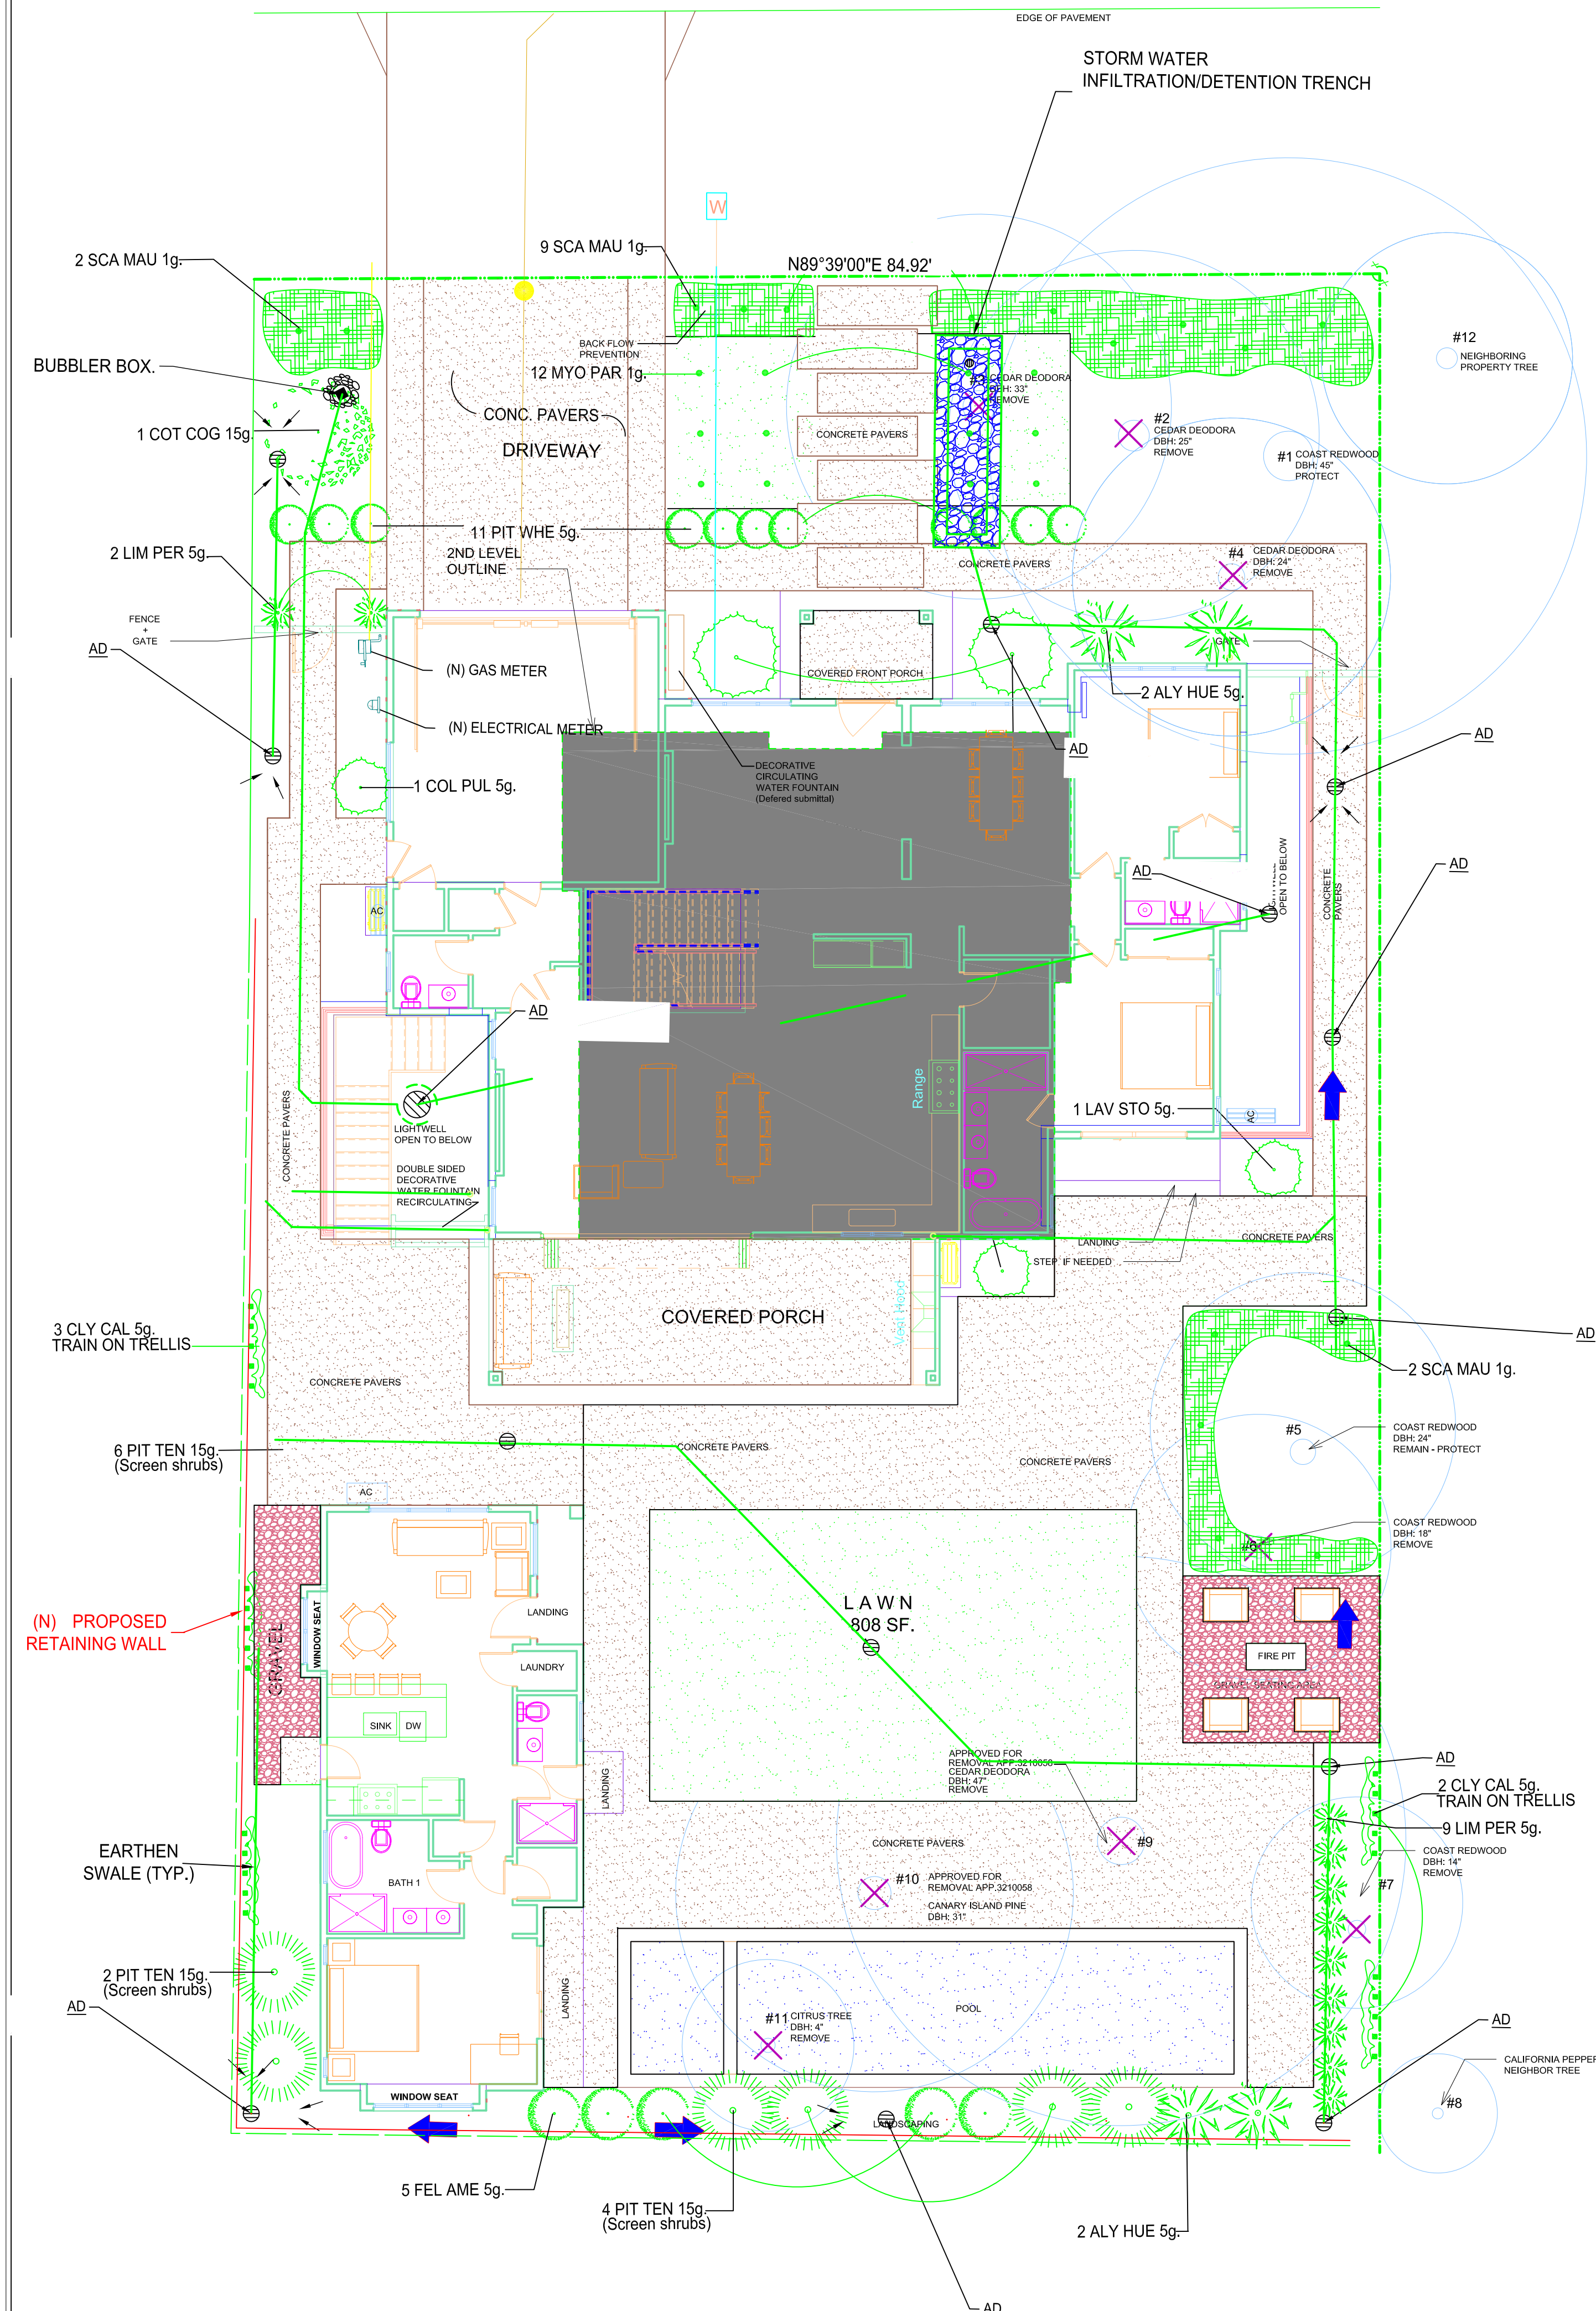 EDGE OF PAVEMENT
STORM WATER
INFILTRATION/DETENTION TRENCH
W
2 SCA MAU 1g.
9 SCA MAU 1g.
N89°39'00"E 84.92'
#12
NEIGHBORING
PROPERTY TREE
BUBBLER BOX.
BACK FLOW
PREVENTION
12 MYO PAR 1g.
#3 CEDAR DEODORA
DBH: 33"
REMOVE
CONC. PAVERS
DRIVEWAY
1 COT COG 15g.
CONCRETE PAVERS
#2
CEDAR DEODORA
DBH: 25"
REMOVE
#1 COAST REDWOOD
DBH: 45"
PROTECT
11 PIT WHE 5g.
2 LIM PER 5g.
2ND LEVEL
OUTLINE
CONCRETE PAVERS
#4 CEDAR DEODORA
DBH: 24"
REMOVE
FENCE
+
GATE
AD
GATE
(N) GAS METER
COVERED FRONT PORCH
2 ALY HUE 5g.
(N) ELECTRICAL METER
AD
AD
DECORATIVE
CIRCULATING
WATER FOUNTAIN
(Defered submittal)
1 COL PUL 5g.
AD
AD
OPEN TO BELOW
CONCRETE
PAVERS
AC
AD
Range
1 LAV STO 5g.
AC
CONCRETE PAVERS
LIGHTWELL
OPEN TO BELOW
DOUBLE SIDED
DECORATIVE
WATER FOUNTAIN
RECIRCULATING
LANDING
CONCRETE PAVERS
STEP IF NEEDED
COVERED PORCH
Vent Hood
3 CLY CAL 5g.
TRAIN ON TRELLIS
AD
2 SCA MAU 1g.
CONCRETE PAVERS
#5
COAST REDWOOD
DBH: 24"
REMAIN - PROTECT
6 PIT TEN 15g.
(Screen shrubs)
CONCRETE PAVERS
CONCRETE PAVERS
AC
COAST REDWOOD
DBH: 18"
REMOVE
#6
(N) PROPOSED
RETAINING WALL
GRAVEL
WINDOW SEAT
LANDING
L A W N
808 SF.
LAUNDRY
FIRE PIT
GRAVEL SEATING AREA
SINK
DW
APPROVED FOR
REMOVAL APP.3210058
CEDAR DEODORA
DBH: 47"
REMOVE
AD
LANDING
2 CLY CAL 5g.
TRAIN ON TRELLIS
9 LIM PER 5g.
EARTHEN
SWALE (TYP.)
CONCRETE PAVERS
#9
COAST REDWOOD
DBH: 14"
REMOVE
BATH 1
#10 APPROVED FOR
REMOVAL APP.3210058
CANARY ISLAND PINE
DBH: 31"
#7
2 PIT TEN 15g.
(Screen shrubs)
LANDING
POOL
AD
#11 CITRUS TREE
DBH: 4"
REMOVE
AD
CALIFORNIA PEPPER
NEIGHBOR TREE
WINDOW SEAT
#8
LANDSCAPING
5 FEL AME 5g.
4 PIT TEN 15g.
(Screen shrubs)
2 ALY HUE 5g.
AD